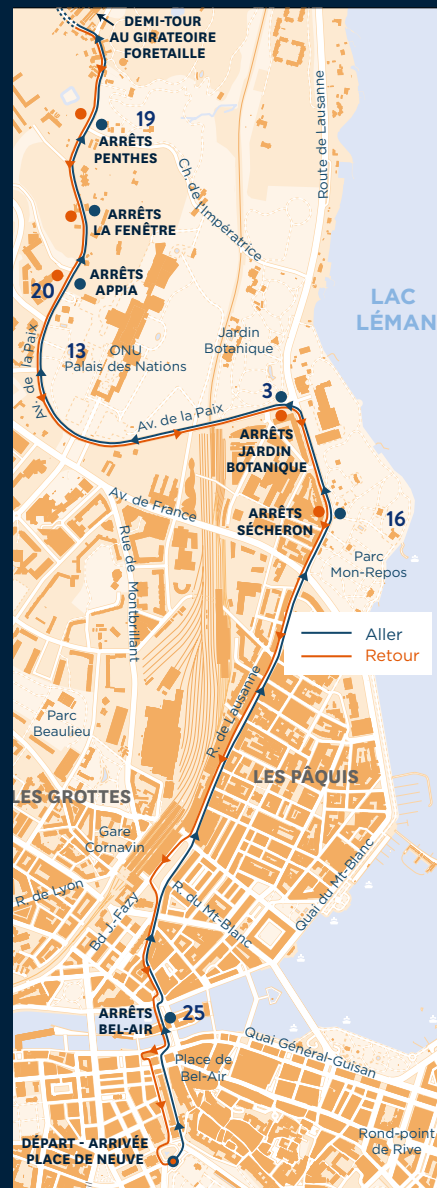 DEMI-TOUR
AU GIRATEOIRE
FORETAILLE
19
ARRÊTS
PENTHES
Route de Lausanne
Ch. de l'Impératrice
ARRÊTS
LA FENÊTRE
ARRÊTS
APPIA
20
LAC
LÉMAN
Av. de la Paix
13
ONU
Palais des Nations
Jardin
Botanique
3
Av. de la Paix
ARRÊTS
JARDIN
BOTANIQUE
Av. de France
ARRÊTS
SÉCHERON
16
Rue de Montbrillant
Parc
Mon-Repos
Aller
Retour
R. de Lausanne
Parc
Beaulieu
LES PÂQUIS
LES GROTTES
Gare
Cornavin
R. de Lyon
Bd J.-Fazy
R. du Mt-Blanc
Quai du Mt-Blanc
ARRÊTS
BEL-AIR
25
Quai Général-Guisan
Place de
Bel-Air
DÉPART - ARRIVÉE
PLACE DE NEUVE
Rond-point
de Rive